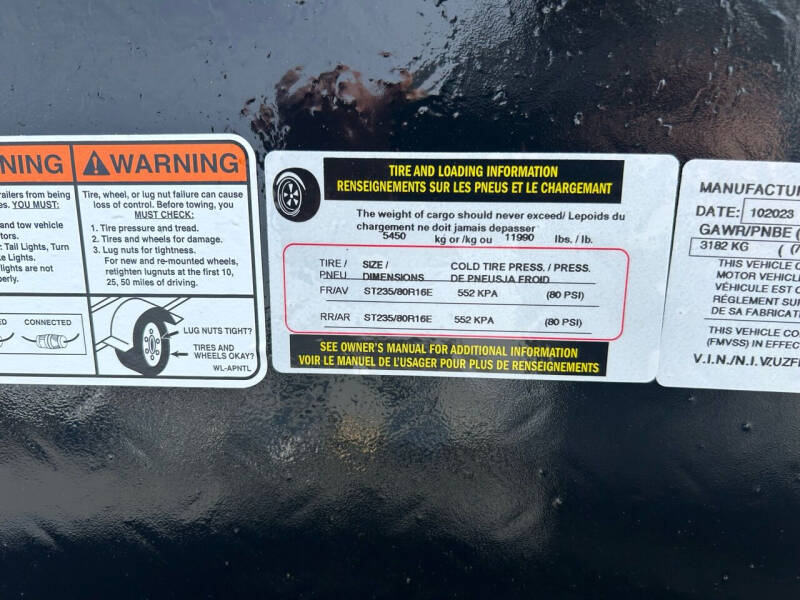 NING
railers from being
es. YOU MUST:
and tow vehicle
tors.
: Tail Lights, Turn
ke Lights.
lights are not
perly.
ED
CONNECTED
WARNING
Tire, wheel, or lug nut failure can cause
loss of control. Before towing, you
MUST CHECK:
1. Tire pressure and tread.
2. Tires and wheels for damage.
3. Lug nuts for tightness.
For new and re-mounted wheels,
retighten lugnuts at the first 10,
25, 50 miles of driving.
LUG NUTS TIGHT?
TIRES AND
WHEELS OKAY?
WL-APNTL
TIRE AND LOADING INFORMATION
RENSEIGNEMENTS SUR LES PNEUS ET LE CHARGEMANT
The weight of cargo should never exceed/ Lepoids du
chargement ne doit jamais depasser
5450 kg or /kg ou 11990 lbs. / lb.
TIRE / SIZE / COLD TIRE PRESS. / PRESS.
PNEU DIMENSIONS DE PNEUSJA FROID
FR/AV ST235/80R16E 552 KPA (80 PSI)
RR/AR ST235/80R16E 552 KPA (80 PSI)
SEE OWNER'S MANUAL FOR ADDITIONAL INFORMATION
VOIR LE MANUEL DE L'USAGER POUR PLUS DE RENSEIGNEMENTS
MANUFACTU
DATE: 102023
GAWR/PNBE (
3182 KG (7
THIS VEHICLE C
MOTOR VEHICL
VÉHICULE EST C
RÉGLEMENT SUR
DE SA FABRICAT
THIS VEHICLE CO
(FMVSS) IN EFFEC
V.I.N./N.I.V.